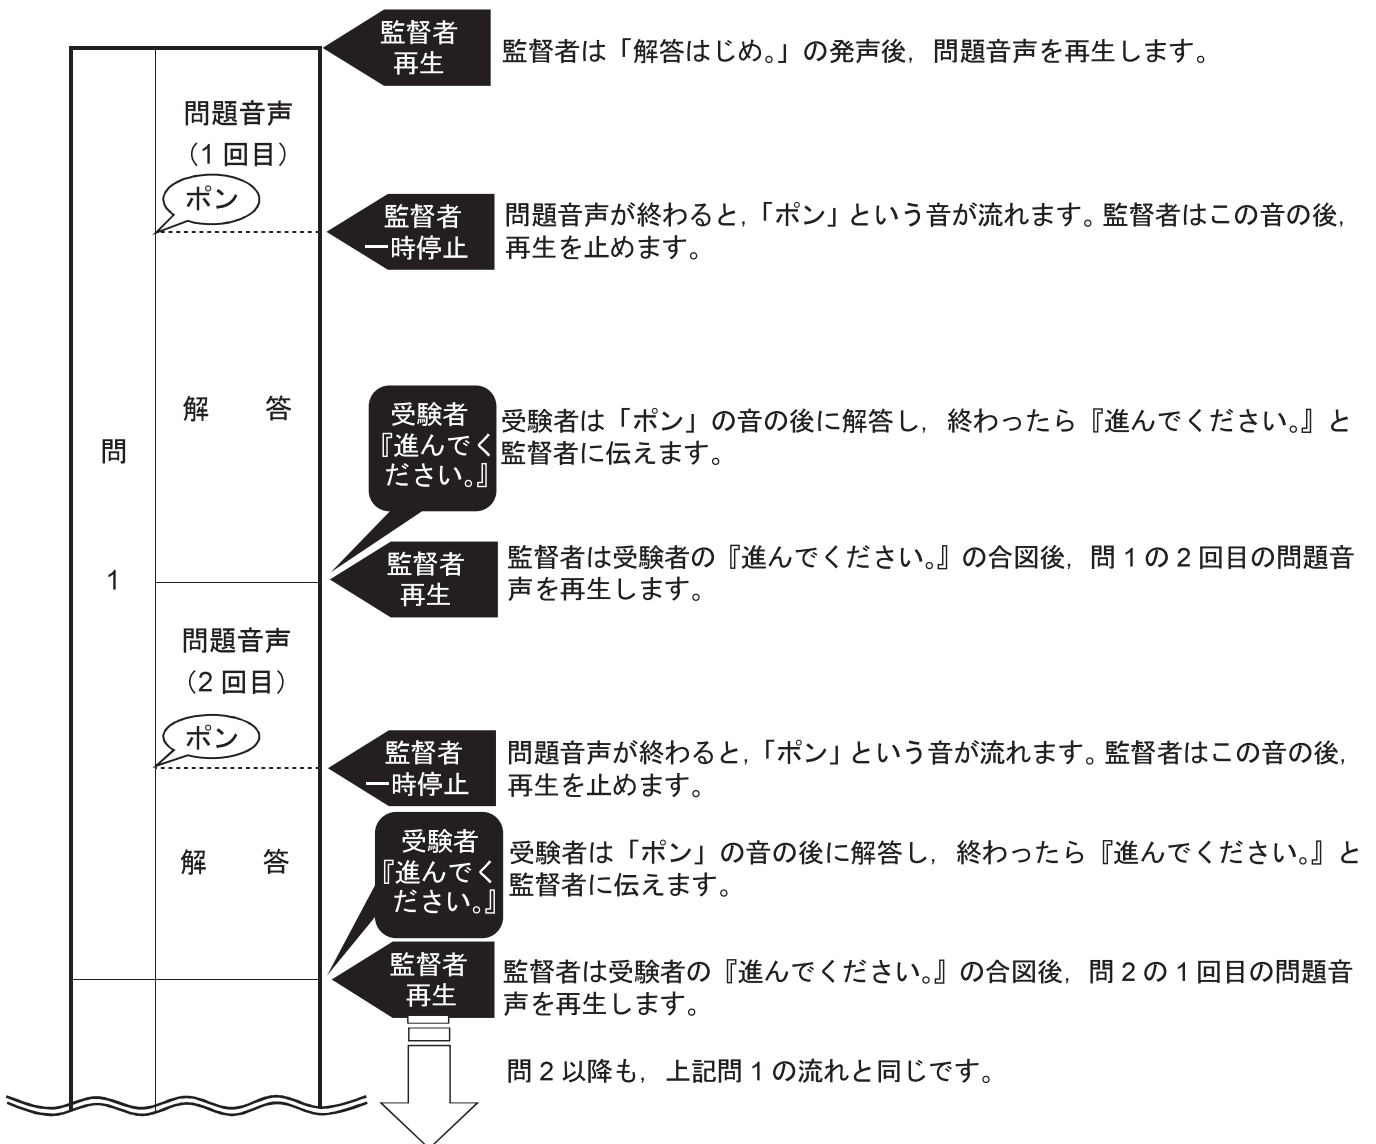 監督者
再生
監督者は「解答はじめ。」の発声後，問題音声を再生します。
問題音声
（1 回目）
ポン
監督者
一時停止
問題音声が終わると，「ポン」という音が流れます。監督者はこの音の後，
再生を止めます。
解　答
受験者
『進んでく
ださい。』
受験者は「ポン」の音の後に解答し，終わったら『進んでください。』と
監督者に伝えます。
問
1
監督者
再生
監督者は受験者の『進んでください。』の合図後，問 1 の 2 回目の問題音
声を再生します。
問題音声
（2 回目）
ポン
監督者
一時停止
問題音声が終わると，「ポン」という音が流れます。監督者はこの音の後，
再生を止めます。
解　答
受験者
『進んでく
ださい。』
受験者は「ポン」の音の後に解答し，終わったら『進んでください。』と
監督者に伝えます。
監督者
再生
監督者は受験者の『進んでください。』の合図後，問 2 の 1 回目の問題音
声を再生します。
問 2 以降も，上記問 1 の流れと同じです。